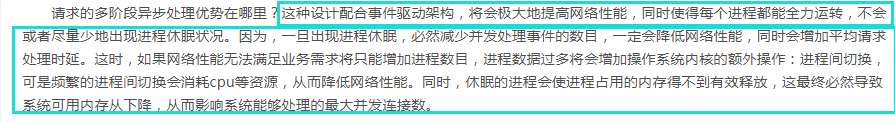 请求的多阶段异步处理优势在哪里？这种设计配合事件驱动架构，将会极大地提高网络性能，同时使得每个进程都能全力运转，不会
或者尽量少地出现进程休眠状况。因为，一旦出现进程休眠，必然减少并发处理事件的数目，一定会降低网络性能，同时会增加平均请求
处理时延。这时，如果网络性能无法满足业务需求将只能增加进程数目，进程数据过多将会增加操作系统内核的额外操作：进程间切换，
可是频繁的进程间切换会消耗cpu等资源，从而降低网络性能。同时，休眠的进程会使进程占用的内存得不到有效释放，这最终必然导致
系统可用内存从下降，从而影响系统能够处理的最大并发连接数。